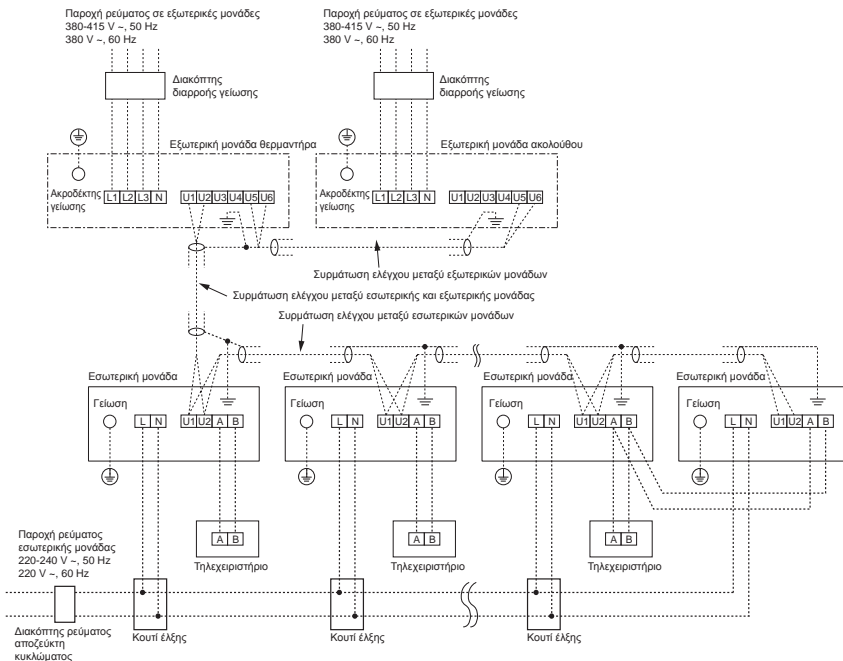 Παροχή ρεύματος σε εξωτερικές μονάδες
380-415 V ~, 50 Hz
380 V ~, 60 Hz
Παροχή ρεύματος σε εξωτερικές μονάδες
380-415 V ~, 50 Hz
380 V ~, 60 Hz
Διακόπτης
διαρροής γείωσης
Διακόπτης
διαρροής γείωσης
Εξωτερική μονάδα θερμαντήρα
Εξωτερική μονάδα ακολούθου
Ακροδέκτης
γείωσης
L1 L2 L3 N
U1 U2 U3 U4 U5 U6
Ακροδέκτης
γείωσης
L1 L2 L3 N
U1 U2 U3 U4 U5 U6
Συρμάτωση ελέγχου μεταξύ εξωτερικών μονάδων
Συρμάτωση ελέγχου μεταξύ εσωτερικής και εξωτερικής μονάδας
Συρμάτωση ελέγχου μεταξύ εσωτερικών μονάδων
Εσωτερική μονάδα
Εσωτερική μονάδα
Εσωτερική μονάδα
Εσωτερική μονάδα
Γείωση
Γείωση
Γείωση
Γείωση
L N
U1 U2 A B
L N
U1 U2 A B
L N
U1 U2 A B
L N
U1 U2 A B
Παροχή ρεύματος
εσωτερικής μονάδας
220-240 V ~, 50 Hz
220 V ~, 60 Hz
A B
Τηλεχειριστήριο
A B
Τηλεχειριστήριο
A B
Τηλεχειριστήριο
Διακόπτης ρεύματος
αποζεύκτη
κυκλώματος
Κουτί έλξης
Κουτί έλξης
Κουτί έλξης